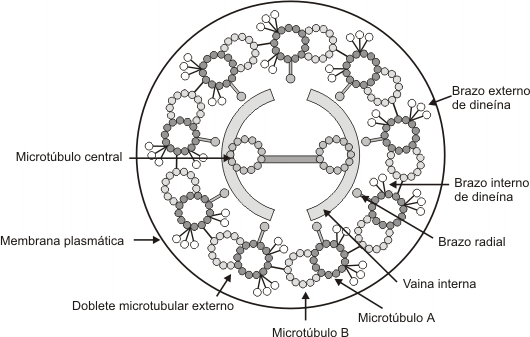 Brazo externo
de dineína
Microtúbulo central
Brazo interno
de dineína
Membrana plasmática
Brazo radial
Vaina interna
Doblete microtubular externo
Microtúbulo A
Microtúbulo B